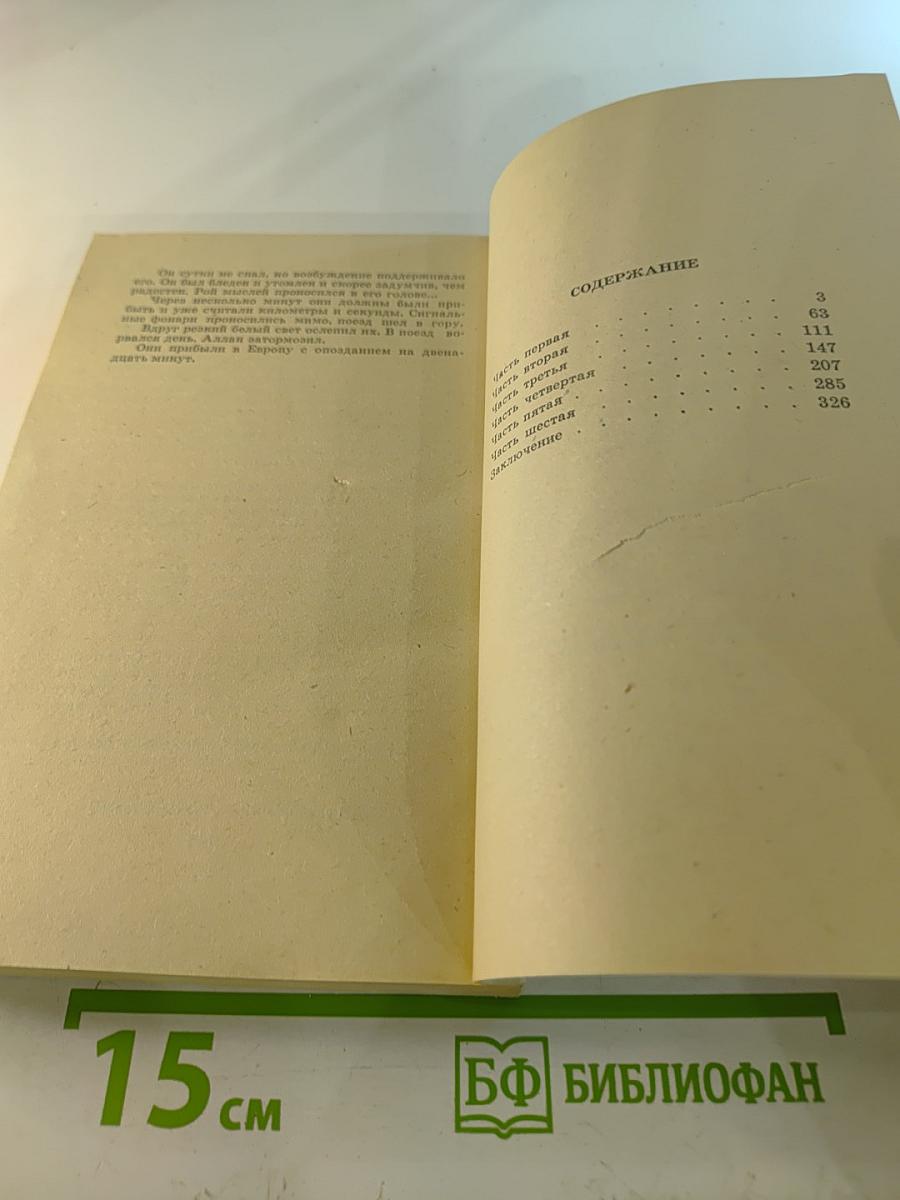 Он сутки не спал, но возбуждение поддерживало
его. Он был бледен и утомлен и скорее задумчив, чем
радостен. Рой мыслей проносился в его голове...
Через несколько минут они должны были при-
быть и уже считали километры и секунды. Сигналь-
ные фонари проносились мимо, поезд шел в гору.
Вдруг резкий белый свет ослепил их. В поезд во-
рвался день. Аллан затормозил.
Они прибыли в Европу с опозданием на двена-
дцать минут.
СОДЕРЖАНИЕ
Часть первая . . . . . . 3
Часть вторая . . . . . . 63
Часть третья . . . . . . 111
Часть четвертая . . . . . . 147
Часть пятая . . . . . . 207
Часть шестая . . . . . . 285
Заключение . . . . . . 326
15 см
БФ БИБЛИОФАН